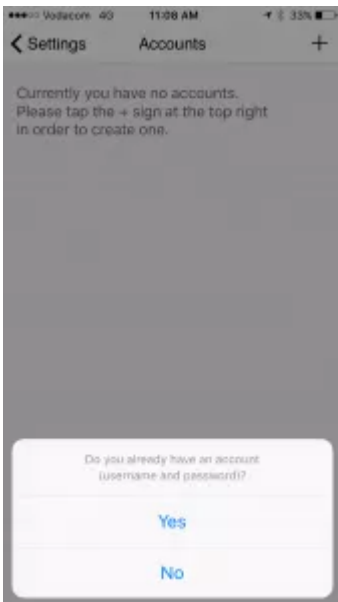 Vodacom 4G 11:08 AM 33%
Settings Accounts +
Currently you have no accounts.
Please tap the + sign at the top right
in order to create one.
Do you already have an account
(username and password)?
Yes
No